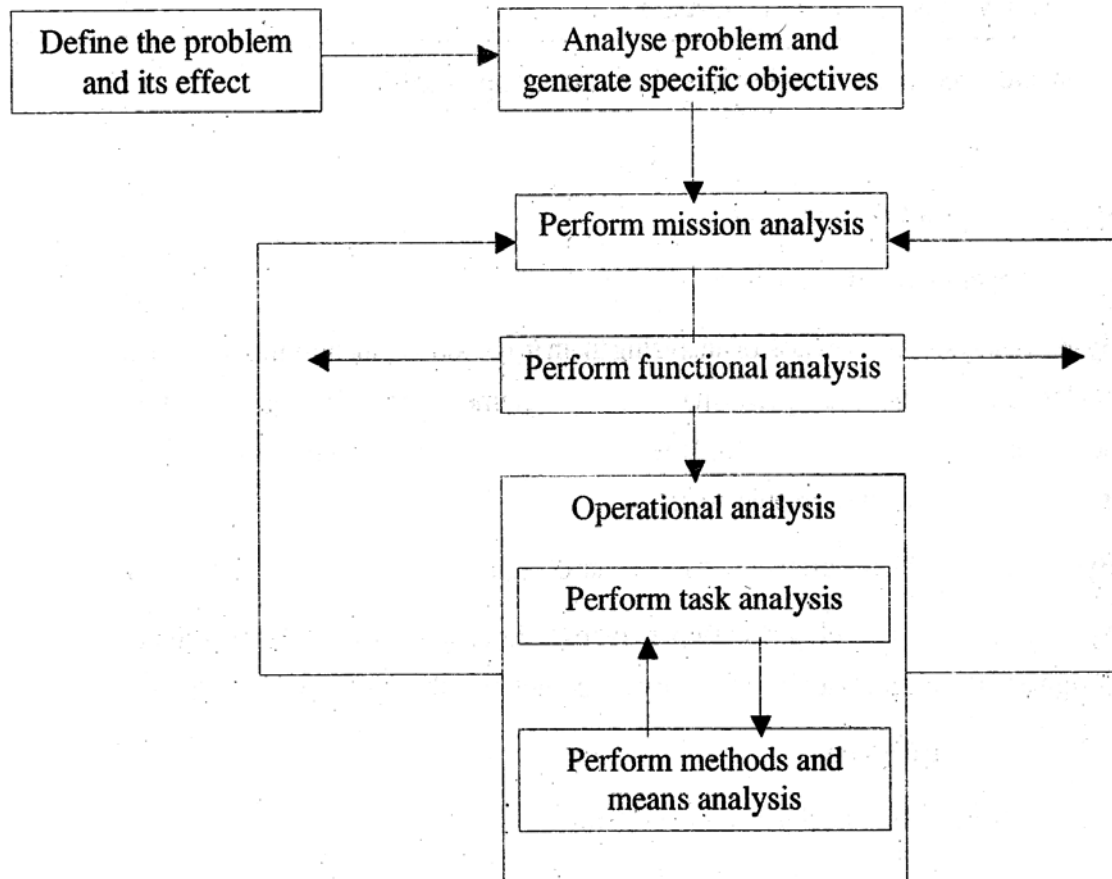 Define the problem
and its effect
Analyse problem and
generate specific objectives
Perform mission analysis
Perform functional analysis
Operational analysis
Perform task analysis
Perform methods and
means analysis